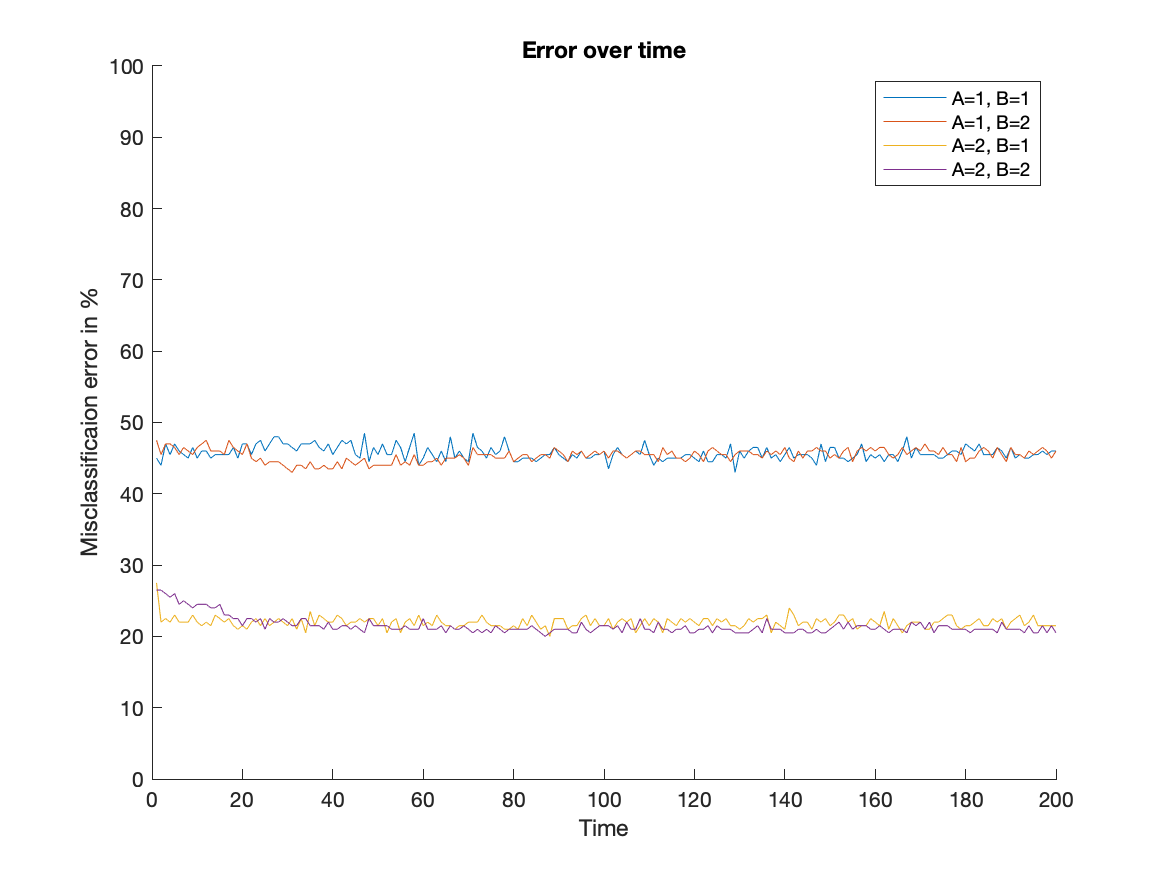 Error over time
100
90
80
70
60
50
40
30
20
10
0
Misclassificaion error in %
A=1, B=1
A=1, B=2
A=2, B=1
A=2, B=2
0 20 40 60 80 100 120 140 160 180 200
Time